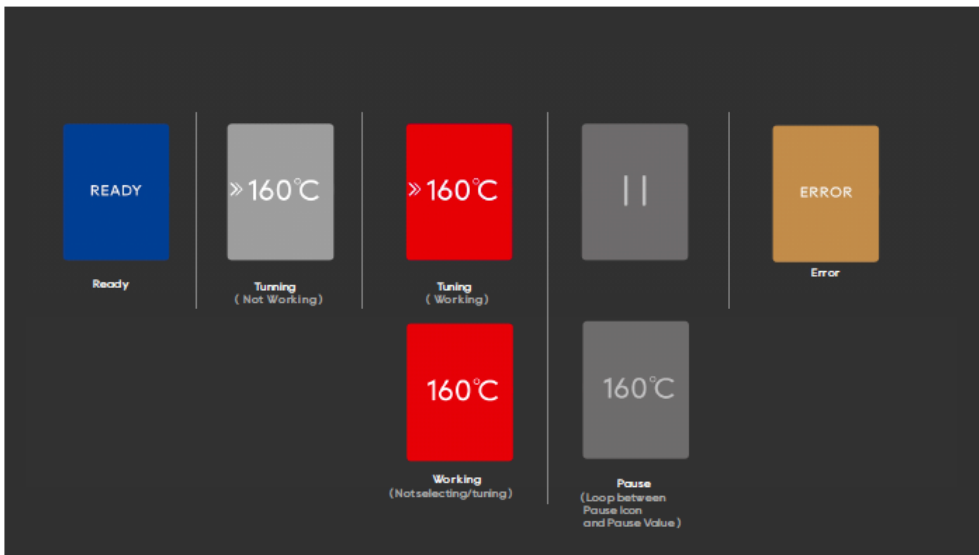 READY
Ready
»160℃
Tunning
( Not Working)
»160℃
Tuning
( Working)
160℃
Working
(Notselecting/tuning)
||
160℃
Pause
(Loop between
Pause Icon
and Pause Value)
ERROR
Error